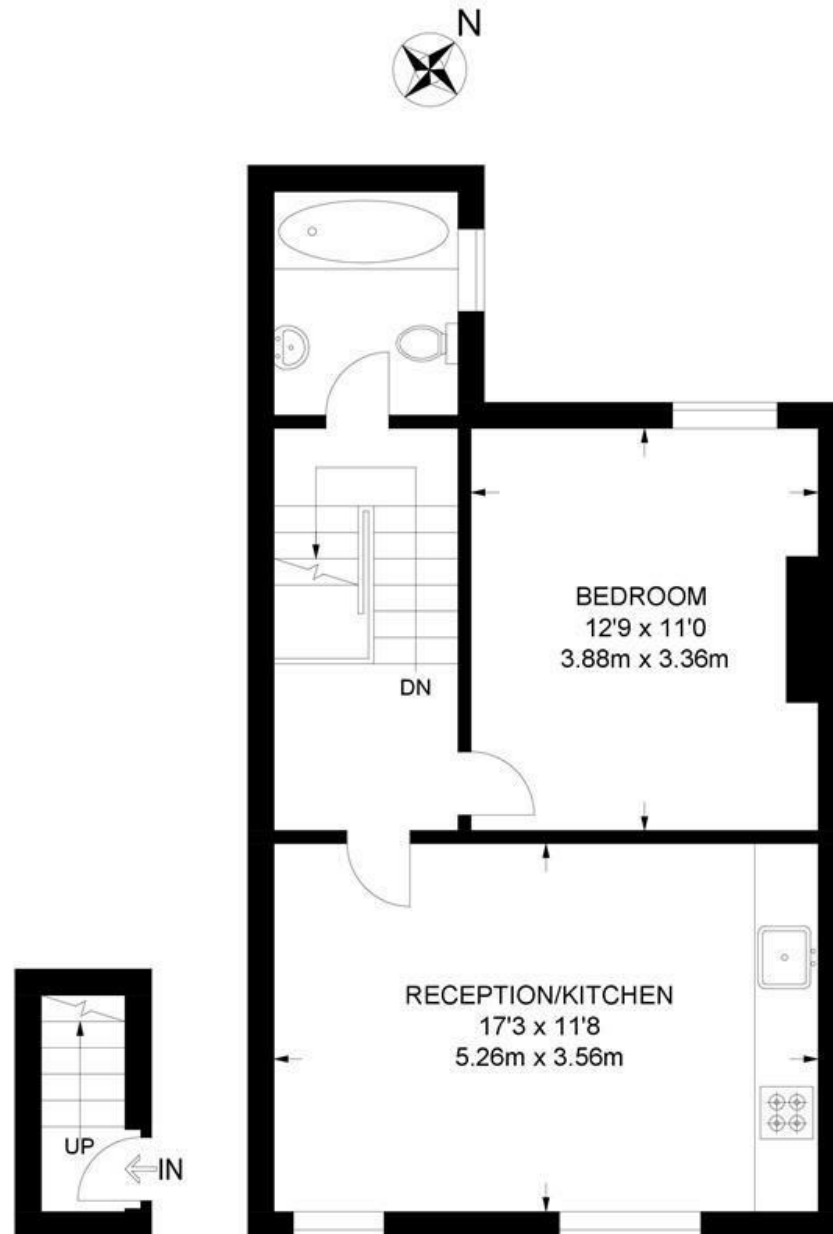 N
BEDROOM
12'9 x 11'0
3.88m x 3.36m
DN
RECEPTION/KITCHEN
17'3 x 11'8
5.26m x 3.56m
UP
IN